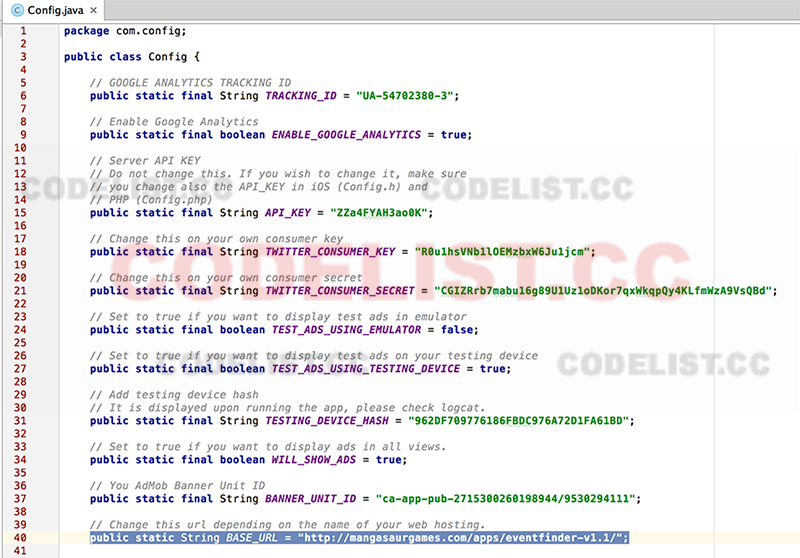 Config.java
1 package com.config;
2
3 public class Config {
4
5 // GOOGLE ANALYTICS TRACKING ID
6 public static final String TRACKING_ID = "UA-54702380-3";
7
8 // Enable Google Analytics
9 public static final boolean ENABLE_GOOGLE_ANALYTICS = true;
10
11 // Server API KEY
12 // Do not change this. If you wish to change it, make sure
13 // you change also the API_KEY in iOS (Config.h) and
14 // PHP (Config.php)
15 public static final String API_KEY = "ZZa4FYAH3ao0K";
16
17 // Change this on your own consumer key
18 public static final String TWITTER_CONSUMER_KEY = "R0u1hsVNb1lOEMzbxW6Ju1jcm";
19
20 // Change this on your own consumer secret
21 public static final String TWITTER_CONSUMER_SECRET = "CGIZRrb7mabu16g89U1Uz1oDKor7qxWkqpQy4KLfmWzA9VsQBd";
22
23 // Set to true if you want to display test ads in emulator
24 public static final boolean TEST_ADS_USING_EMULATOR = false;
25
26 // Set to true if you want to display test ads on your testing device
27 public static final boolean TEST_ADS_USING_TESTING_DEVICE = true;
28
29 // Add testing device hash
30 // It is displayed upon running the app, please check logcat.
31 public static final String TESTING_DEVICE_HASH = "962DF709776186FBDC976A72D1FA61BD";
32
33 // Set to true if you want to display ads in all views.
34 public static final boolean WILL_SHOW_ADS = true;
35
36 // You AdMob Banner Unit ID
37 public static final String BANNER_UNIT_ID = "ca-app-pub-2715300260198944/9530294111";
38
39 // Change this url depending on the name of your web hosting.
40 public static String BASE_URL = "http://mangasaurgames.com/apps/eventfinder-v1.1/";
41
CODELIST.CC
CODELIST.CC
CODELIST.CC
CODELIST.CC
CODELIST.CC